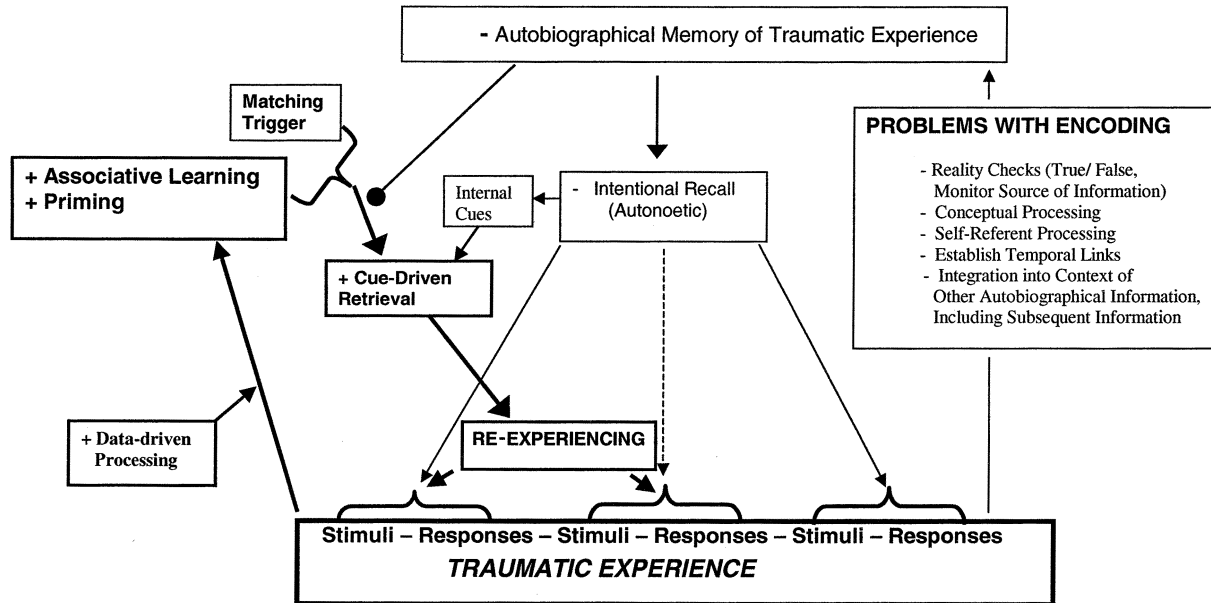 - Autobiographical Memory of Traumatic Experience
Matching
Trigger
+ Associative Learning
+ Priming
Internal
Cues
- Intentional Recall
(Autonoetic)
+ Cue-Driven
Retrieval
PROBLEMS WITH ENCODING
- Reality Checks (True/ False,
Monitor Source of Information)
- Conceptual Processing
- Self-Referent Processing
- Establish Temporal Links
- Integration into Context of
Other Autobiographical Information,
Including Subsequent Information
+ Data-driven
Processing
RE-EXPERIENCING
Stimuli – Responses – Stimuli – Responses – Stimuli – Responses
TRAUMATIC EXPERIENCE